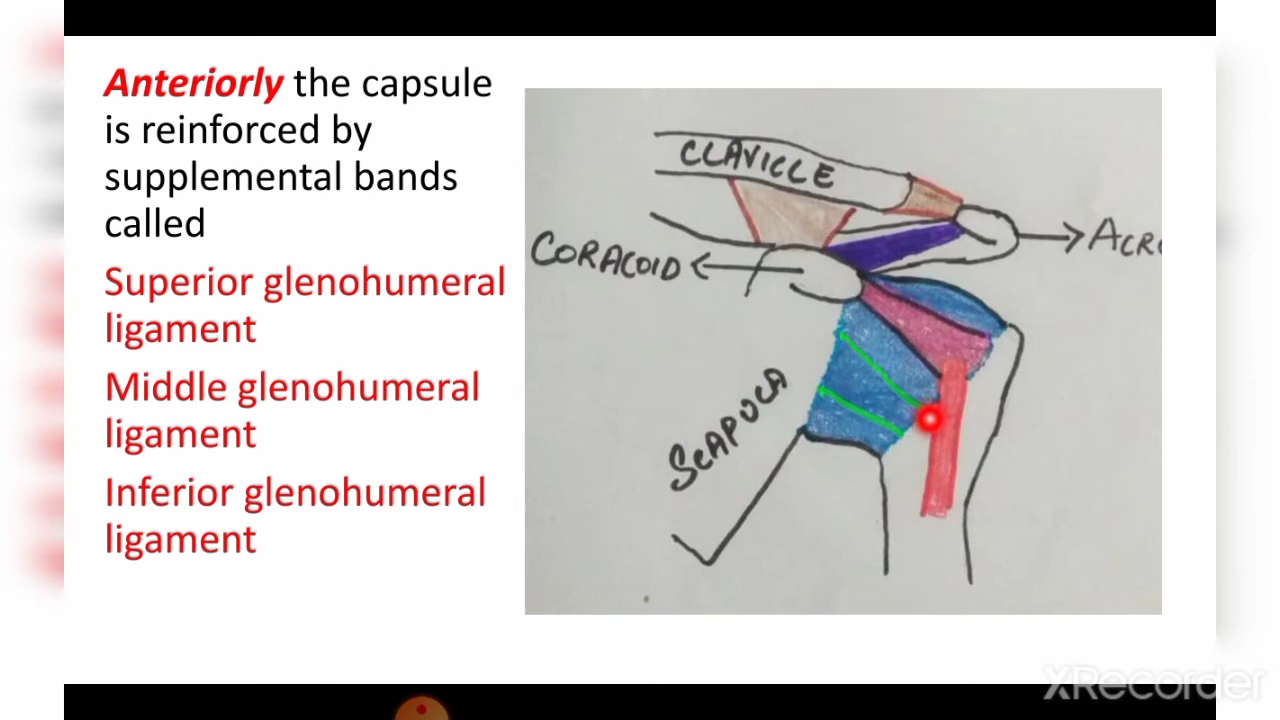 Anteriorly the capsule
is reinforced by
supplemental bands
called
Superior glenohumeral
ligament
Middle glenohumeral
ligament
Inferior glenohumeral
ligament
CLAVICLE
CORACOID
ACRO
SCAPULA
XRecorder